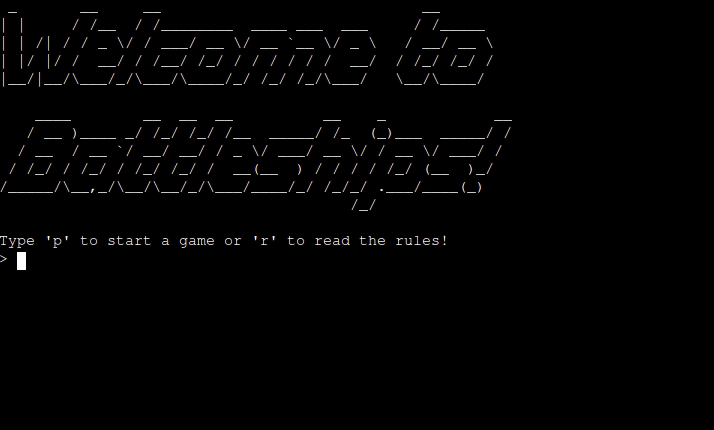 Welcome to
Battleships!
Type 'p' to start a game or 'r' to read the rules!
>